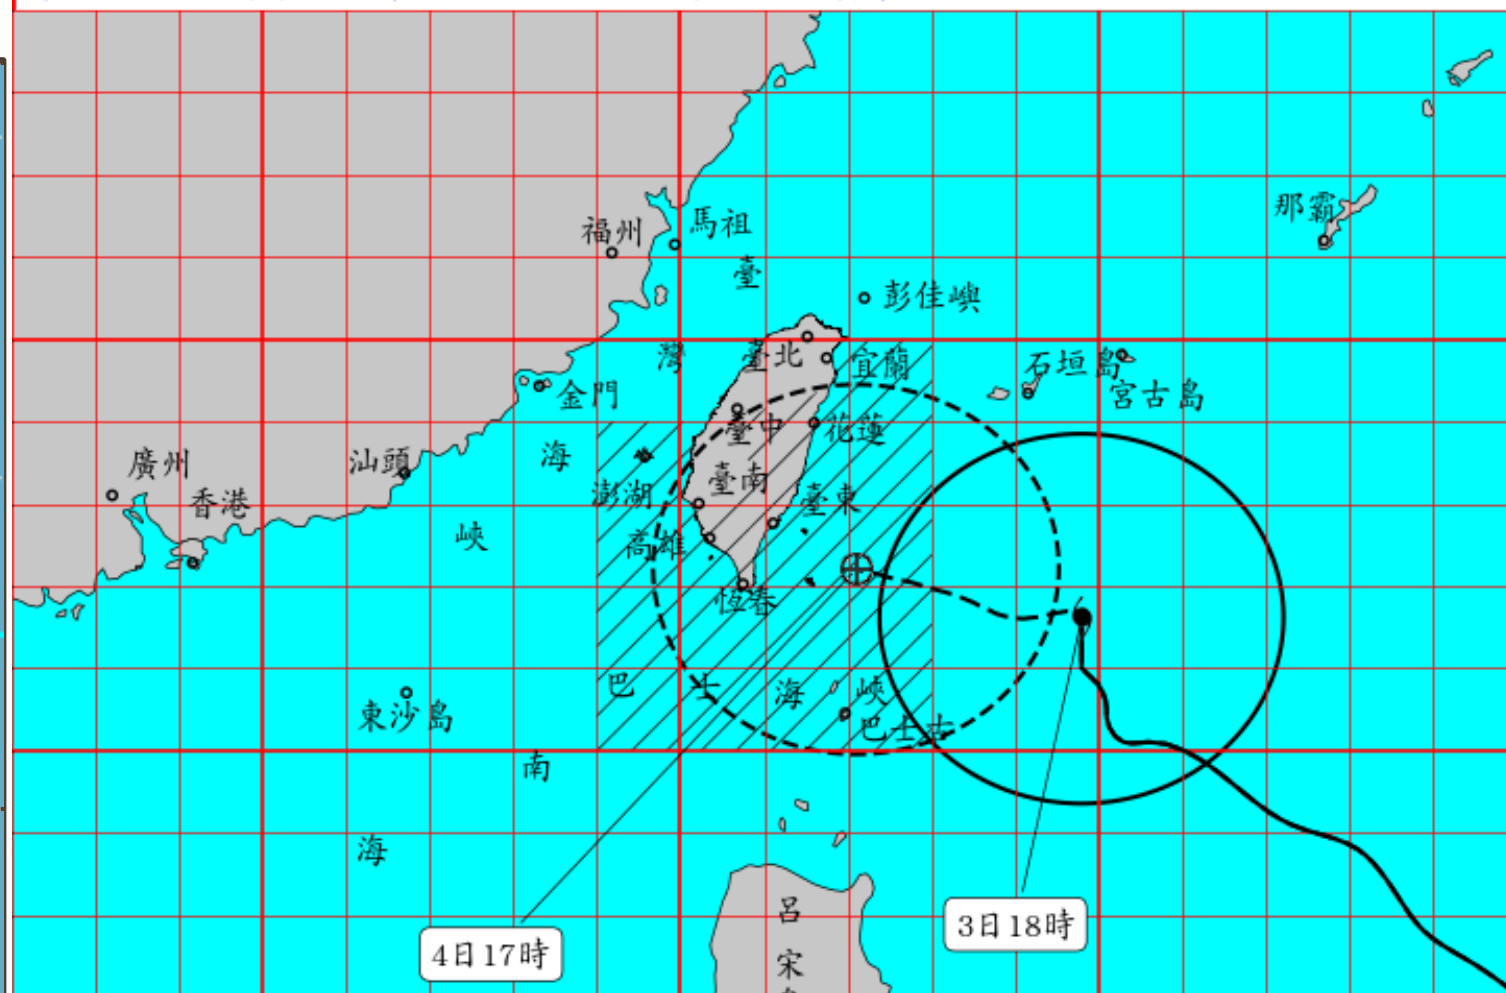 那霸
馬祖
福州
臺
彭佳嶼
灣
臺北
宜蘭
石垣島
金門
宮古島
臺中
花蓮
海
廣州
汕頭
臺南
澎湖
香港
臺東
峽
高雄
恆春
巴
士
海
峽
東沙島
南
海
呂
3日18時
4日17時
宋